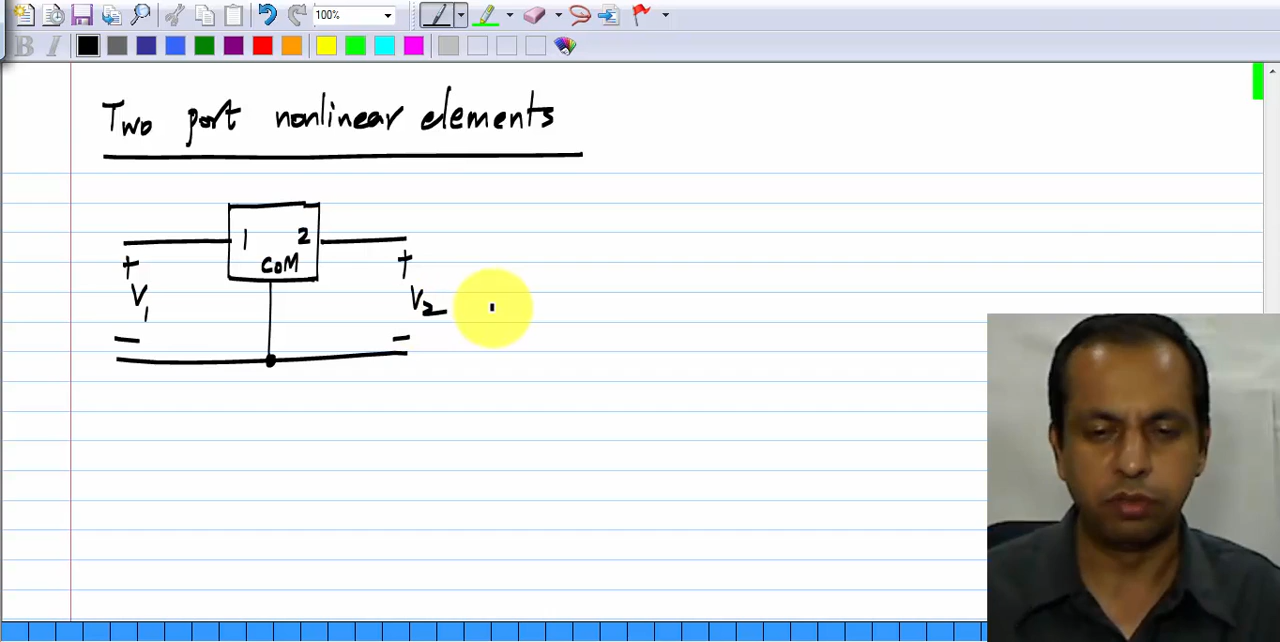 100%
B I
Two port nonlinear elements
1 2
COM
+ +
V1 V2
− −